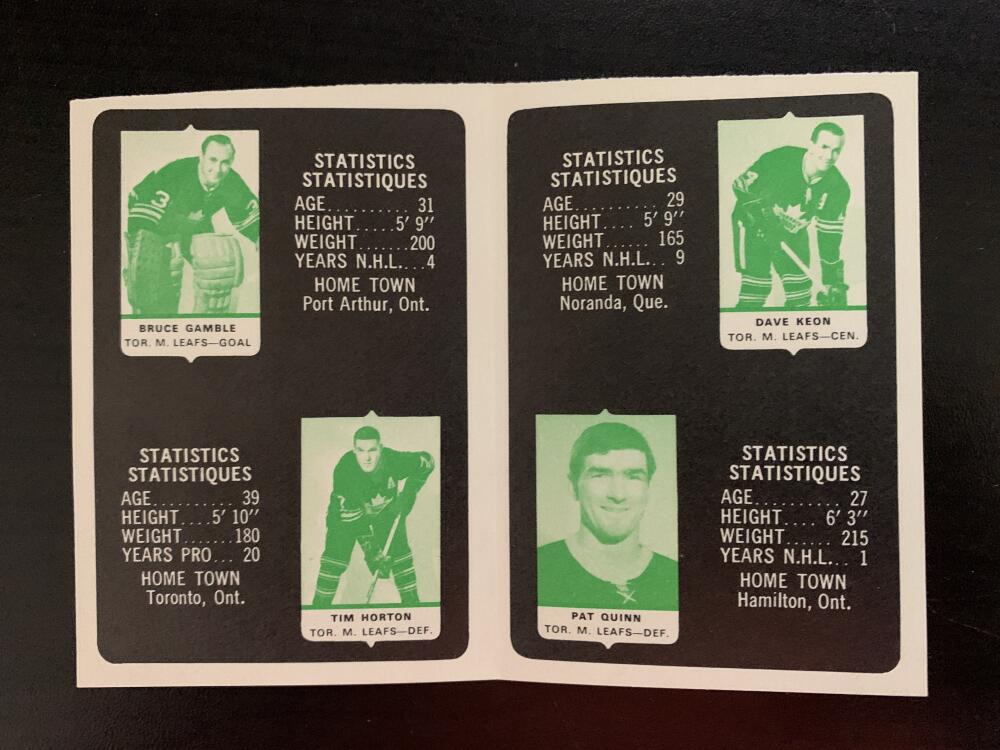 3
BRUCE GAMBLE
TOR. M. LEAFS—GOAL
STATISTICS
STATISTIQUES
AGE.......... 31
HEIGHT.....5' 9"
WEIGHT.......200
YEARS N.H.L....4
HOME TOWN
Port Arthur, Ont.
STATISTICS
STATISTIQUES
AGE.......... 39
HEIGHT....5' 10"
WEIGHT.......180
YEARS PRO... 20
HOME TOWN
Toronto, Ont.
7 A
TIM HORTON
TOR. M. LEAFS—DEF.
STATISTICS
STATISTIQUES
AGE.......... 29
HEIGHT.... 5' 9"
WEIGHT...... 165
YEARS N.H.L... 9
HOME TOWN
Noranda, Que.
DAVE KEON
TOR. M. LEAFS—CEN.
PAT QUINN
TOR. M. LEAFS—DEF.
STATISTICS
STATISTIQUES
AGE.......... 27
HEIGHT.... 6' 3"
WEIGHT...... 215
YEARS N.H.L... 1
HOME TOWN
Hamilton, Ont.